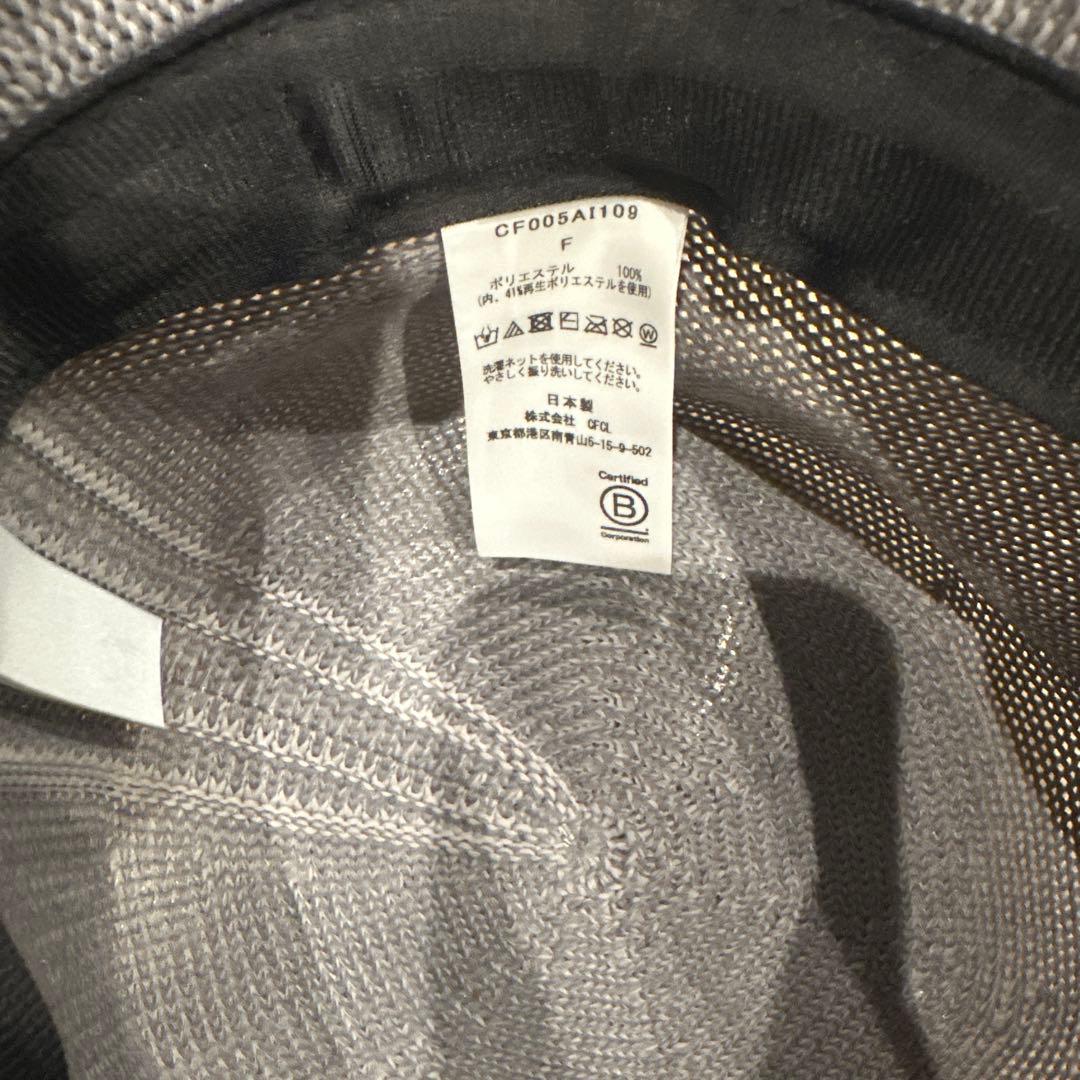 CF005AI109
F
ポリエステル 100%
(内、41%再生ポリエステルを使用)
W
洗濯ネットを使用してください。
やさしく振り洗いしてください。
日本製
株式会社 CFCL
東京都港区南青山6-15-9-502
Certified
B
Corporation